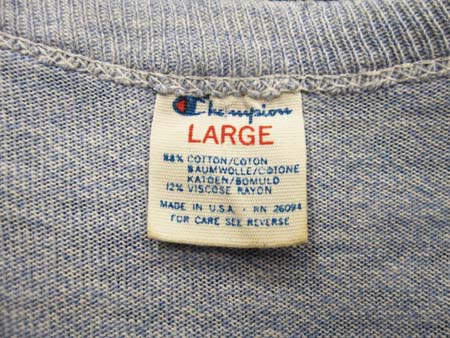 Champion
LARGE
88% COTTON/COTON
BAUMWOLLE/COTONE
KATOEN/BOMULD
12% VISCOSE RAYON
MADE IN U.S.A. - RN 26094
FOR CARE SEE REVERSE